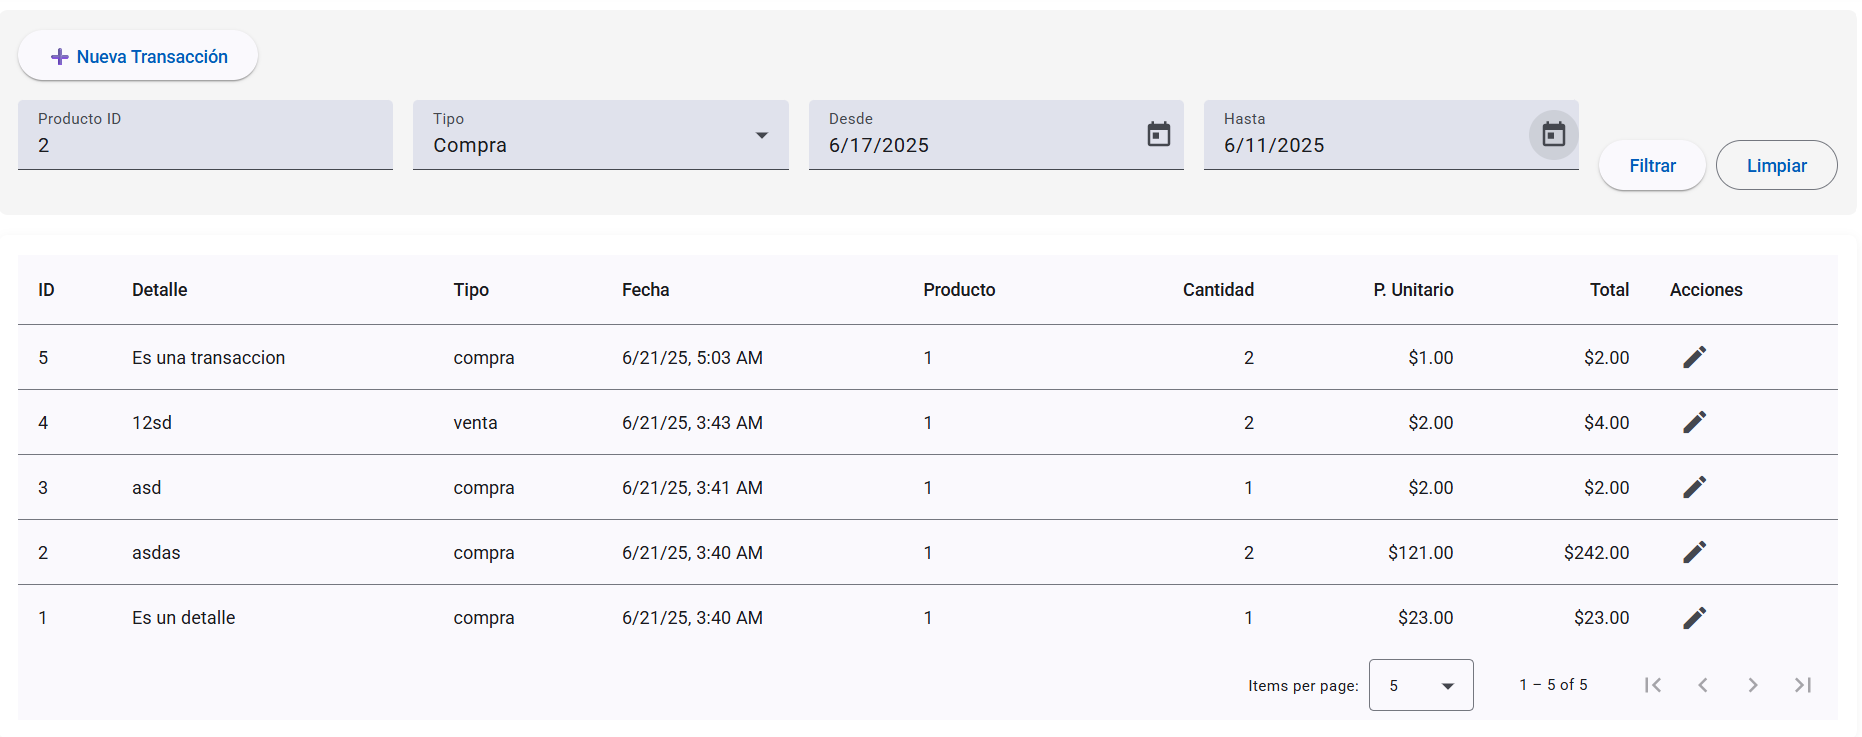 Nueva Transacción
Producto ID
2
Tipo
Compra
Desde
6/17/2025
Hasta
6/11/2025
Filtrar
Limpiar
ID Detalle Tipo Fecha Producto Cantidad P. Unitario Total Acciones
5 Es una transaccion compra 6/21/25, 5:03 AM 1 2 $1.00 $2.00
4 12sd venta 6/21/25, 3:43 AM 1 2 $2.00 $4.00
3 asd compra 6/21/25, 3:41 AM 1 1 $2.00 $2.00
2 asdas compra 6/21/25, 3:40 AM 1 2 $121.00 $242.00
1 Es un detalle compra 6/21/25, 3:40 AM 1 1 $23.00 $23.00
Items per page: 5 1 – 5 of 5